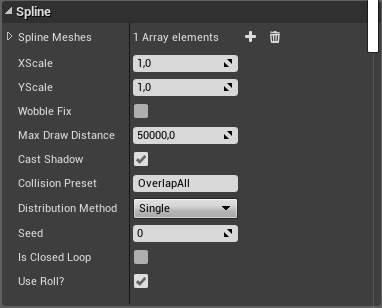 Spline
Spline Meshes 1 Array elements
XScale 1,0
YScale 1,0
Wobble Fix
Max Draw Distance 50000,0
Cast Shadow
Collision Preset OverlapAll
Distribution Method Single
Seed 0
Is Closed Loop
Use Roll?